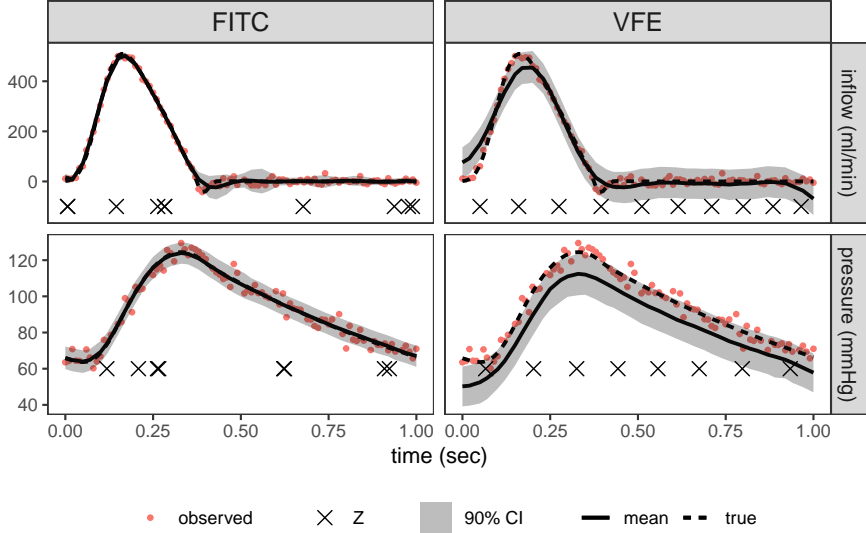 FITC VFE
400
200
0
inflow (ml/min)
120
100
80
60
40
pressure (mmHg)
0.00 0.25 0.50 0.75 1.00 0.00 0.25 0.50 0.75 1.00
time (sec)
observed Z 90% CI mean true